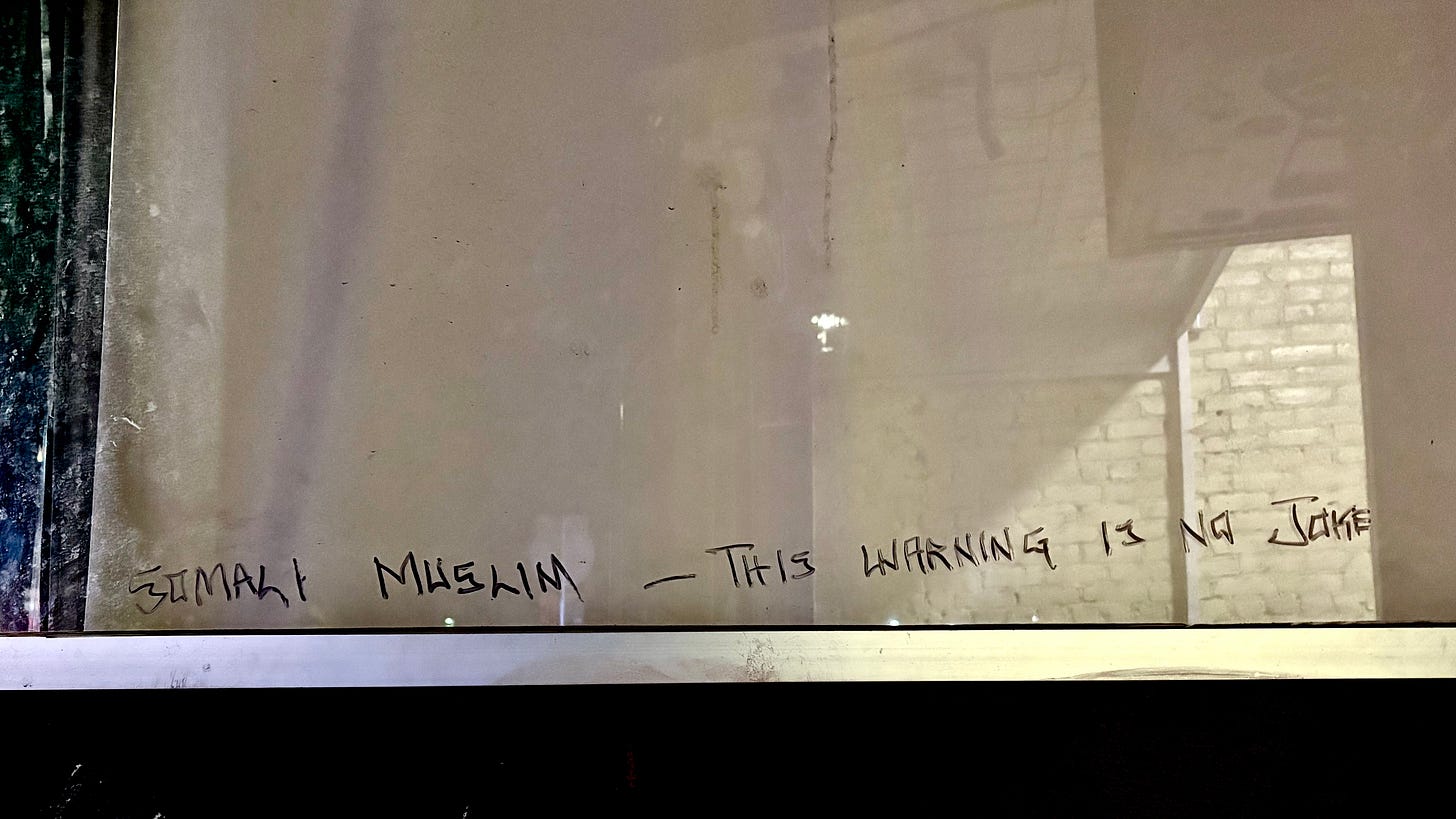 SOMALI MUSLIM – THIS WARNING IS NO JOKE